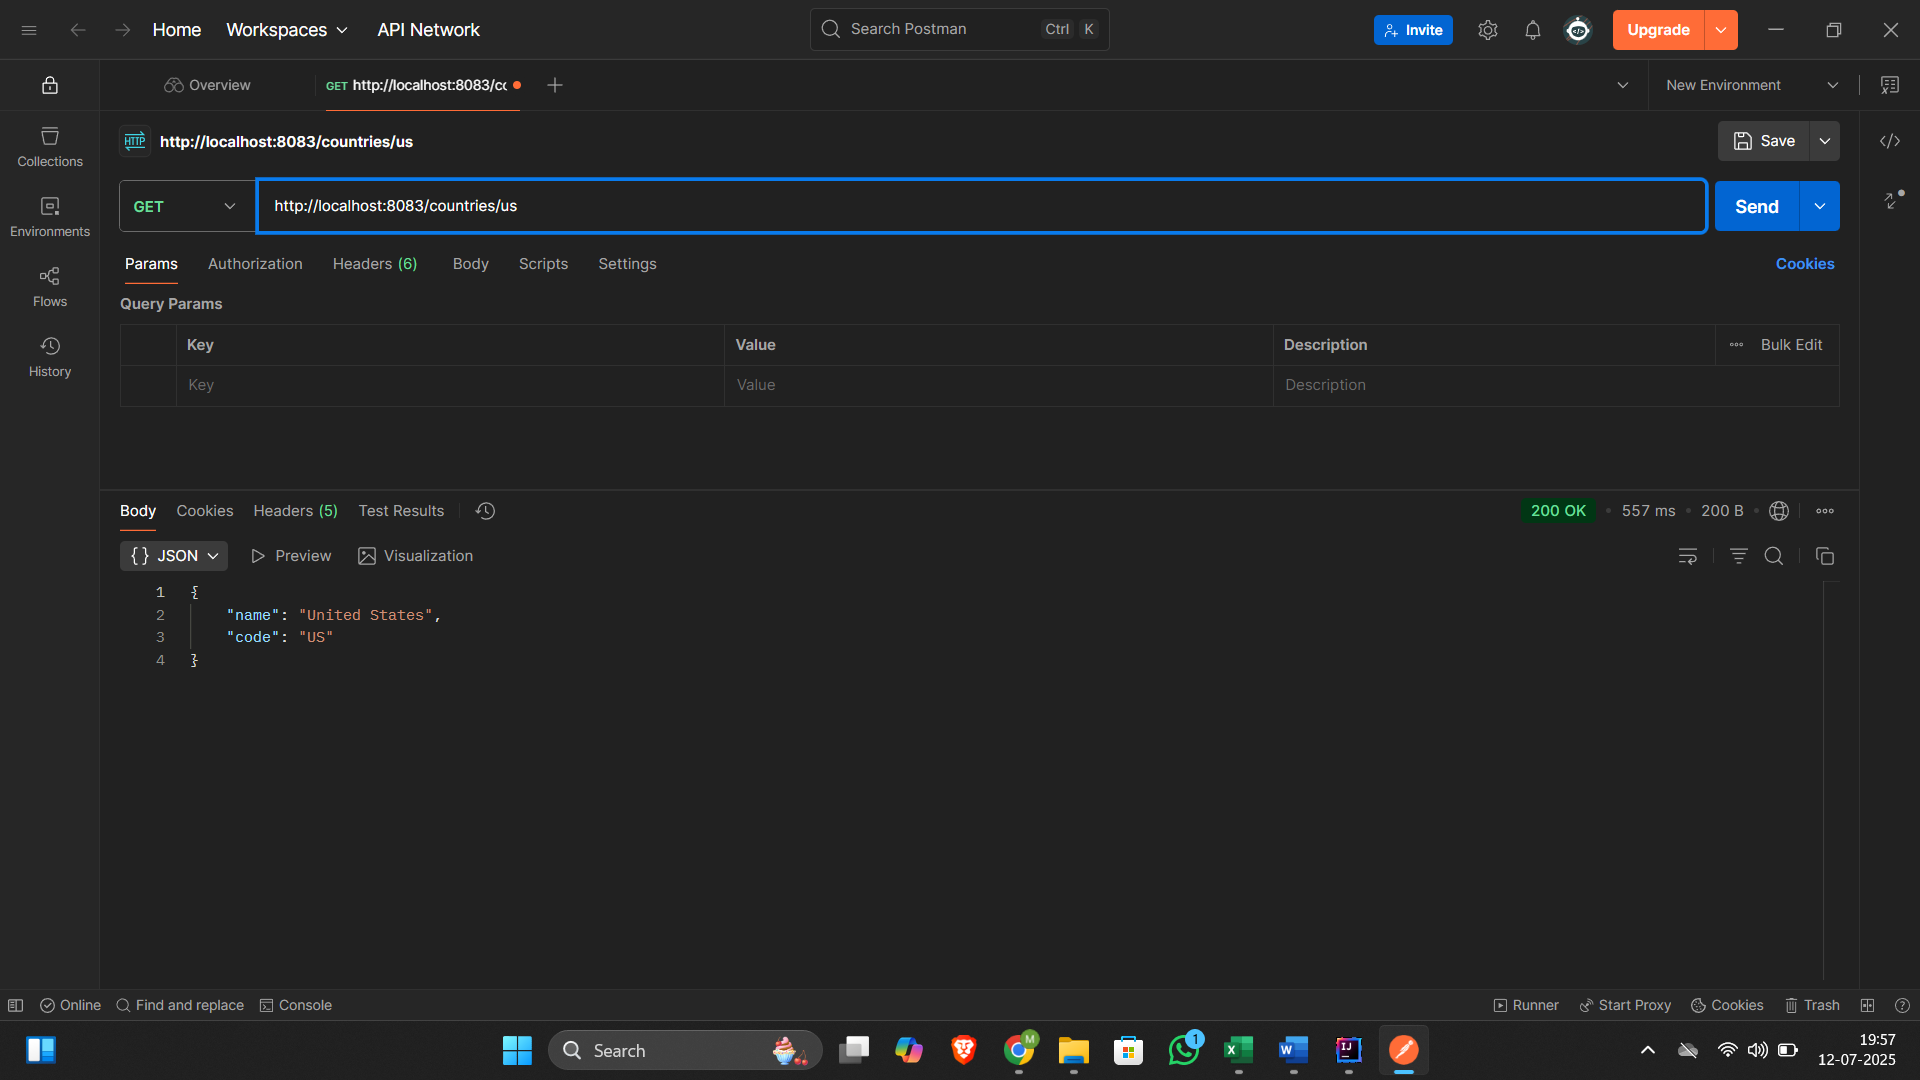 Home
Workspaces
API Network
Search Postman
Ctrl K
Invite
Upgrade
Overview
GET http://localhost:8083/cc
New Environment
HTTP http://localhost:8083/countries/us
Save
Collections
Environments
Flows
History
GET
http://localhost:8083/countries/us
Send
Params
Authorization
Headers (6)
Body
Scripts
Settings
Cookies
Query Params
Key Value Description Bulk Edit
Key Value Description
Body
Cookies
Headers (5)
Test Results
200 OK
557 ms
200 B
{} JSON
Preview
Visualization
1 {
2 "name": "United States",
3 "code": "US"
4 }
Online
Find and replace
Console
Runner
Start Proxy
Cookies
Trash
Search
M
1
X
W
IJ
19:57
12-07-2025